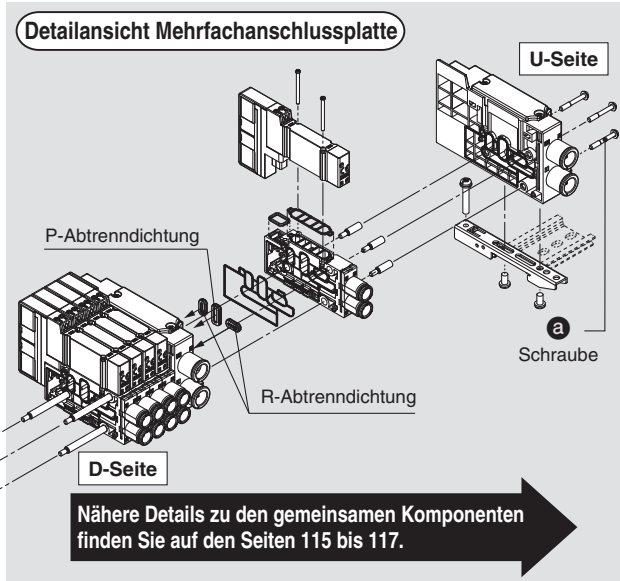 Detailansicht Mehrfachanschlussplatte
U-Seite
P-Abtrenndichtung
a
Schraube
R-Abtrenndichtung
D-Seite
Nähere Details zu den gemeinsamen Komponenten
finden Sie auf den Seiten 115 bis 117.